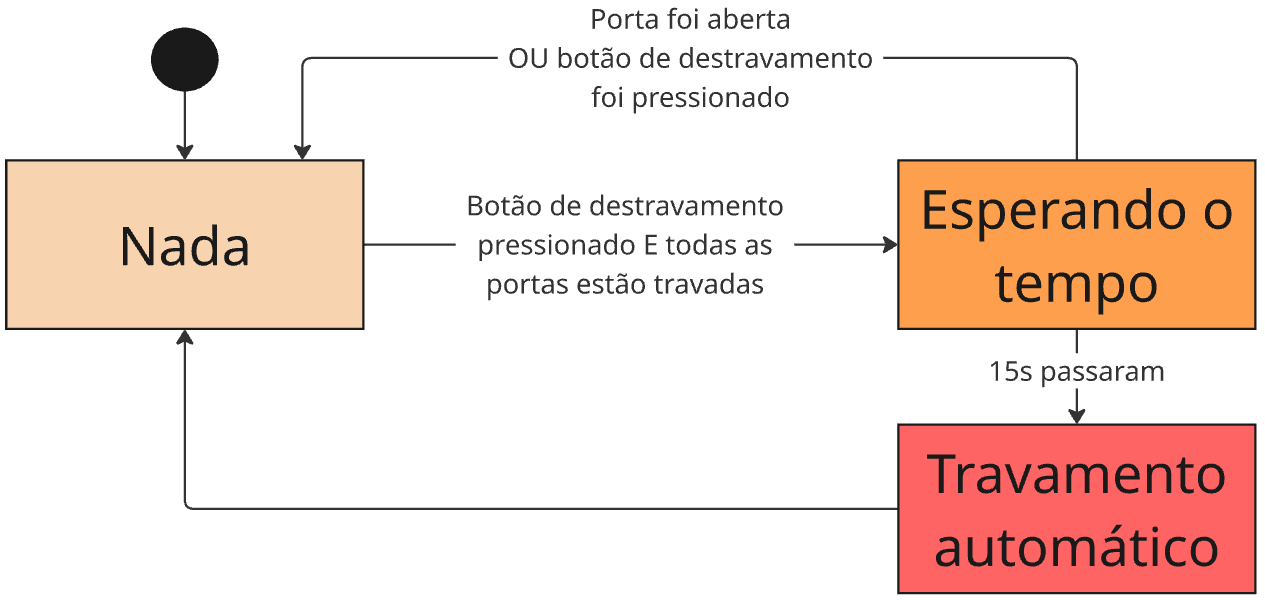 Porta foi aberta
OU botão de destravamento
foi pressionado
Nada
Botão de destravamento
pressionado E todas as
portas estão travadas
Esperando o
tempo
15s passaram
Travamento
automático